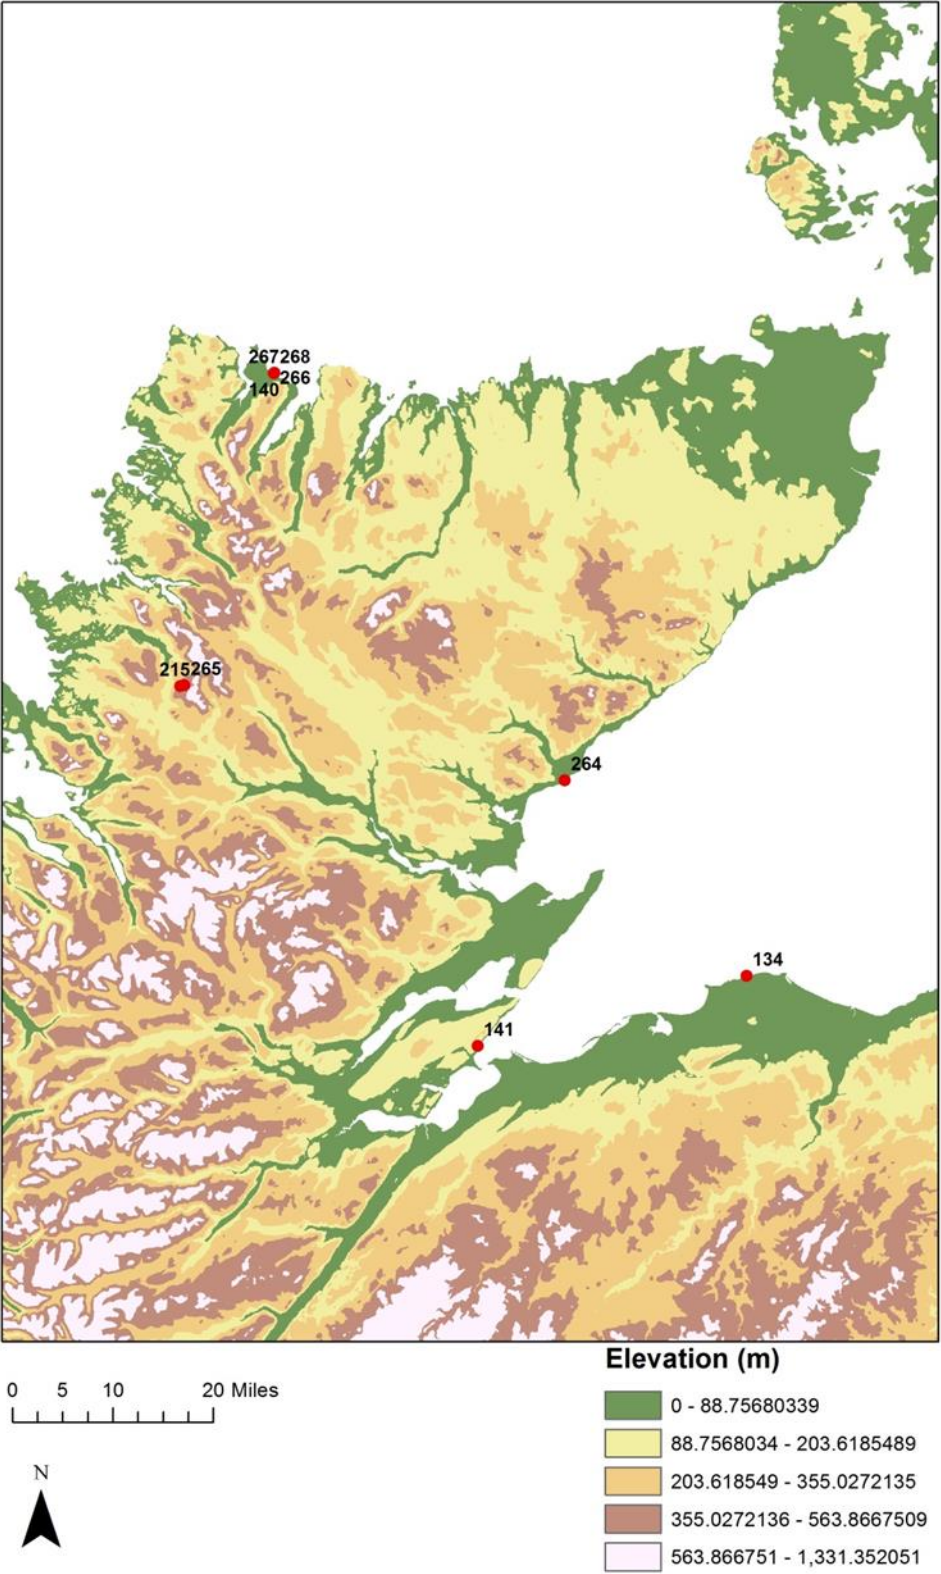 267268
266
140
215265
264
134
141
Elevation (m)
0 5 10 20 Miles
0 - 88.75680339
88.7568034 - 203.6185489
N
203.618549 - 355.0272135
355.0272136 - 563.8667509
563.866751 - 1,331.352051